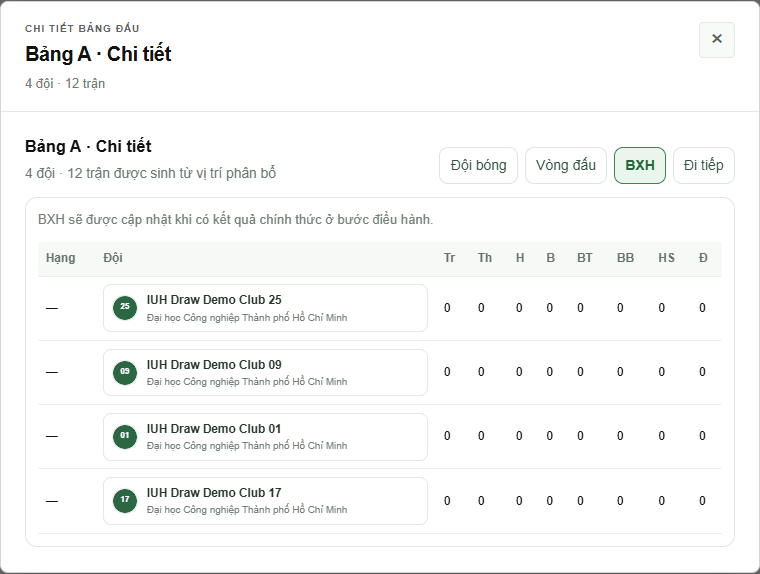 CHI TIẾT BẢNG ĐẤU
Bảng A · Chi tiết
4 đội · 12 trận
×
Bảng A · Chi tiết
4 đội · 12 trận được sinh từ vị trí phân bổ
Đội bóng Vòng đấu BXH Đi tiếp
BXH sẽ được cập nhật khi có kết quả chính thức ở bước điều hành.
Hạng Đội Tr Th H B BT BB HS Đ
— 25 IUH Draw Demo Club 25 0 0 0 0 0 0 0 0
Đại học Công nghiệp Thành phố Hồ Chí Minh
— 09 IUH Draw Demo Club 09 0 0 0 0 0 0 0 0
Đại học Công nghiệp Thành phố Hồ Chí Minh
— 01 IUH Draw Demo Club 01 0 0 0 0 0 0 0 0
Đại học Công nghiệp Thành phố Hồ Chí Minh
— 17 IUH Draw Demo Club 17 0 0 0 0 0 0 0 0
Đại học Công nghiệp Thành phố Hồ Chí Minh